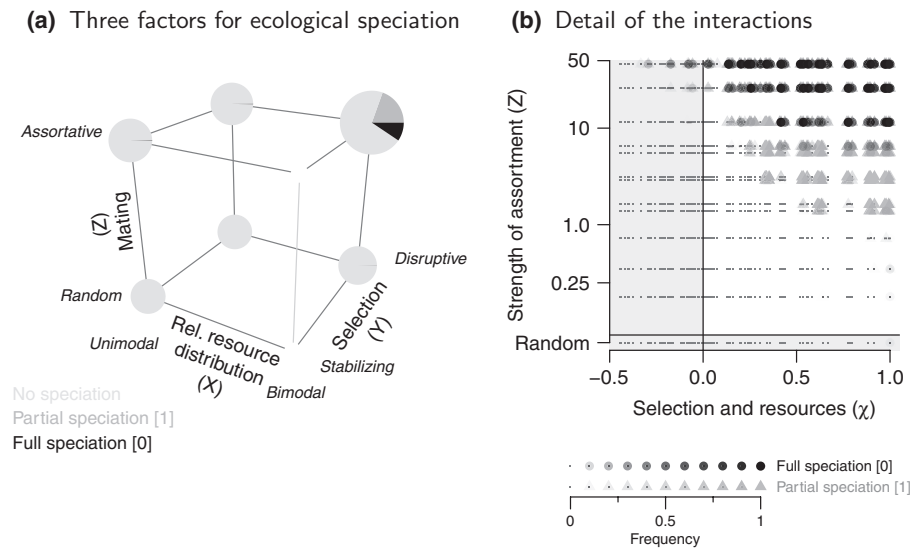 (a) Three factors for ecological speciation
Assortative
(Z)
Mating
Random
Unimodal
Rel. resource
distribution
(X)
Bimodal
Stabilizing
Selection
(Y)
Disruptive
No speciation
Partial speciation [1]
Full speciation [0]
(b) Detail of the interactions
Strength of assortment (Z)
50
10
1.0
0.25
Random
−0.5 0.0 0.5 1.0
Selection and resources (χ)
Full speciation [0]
Partial speciation [1]
0 0.5 1
Frequency